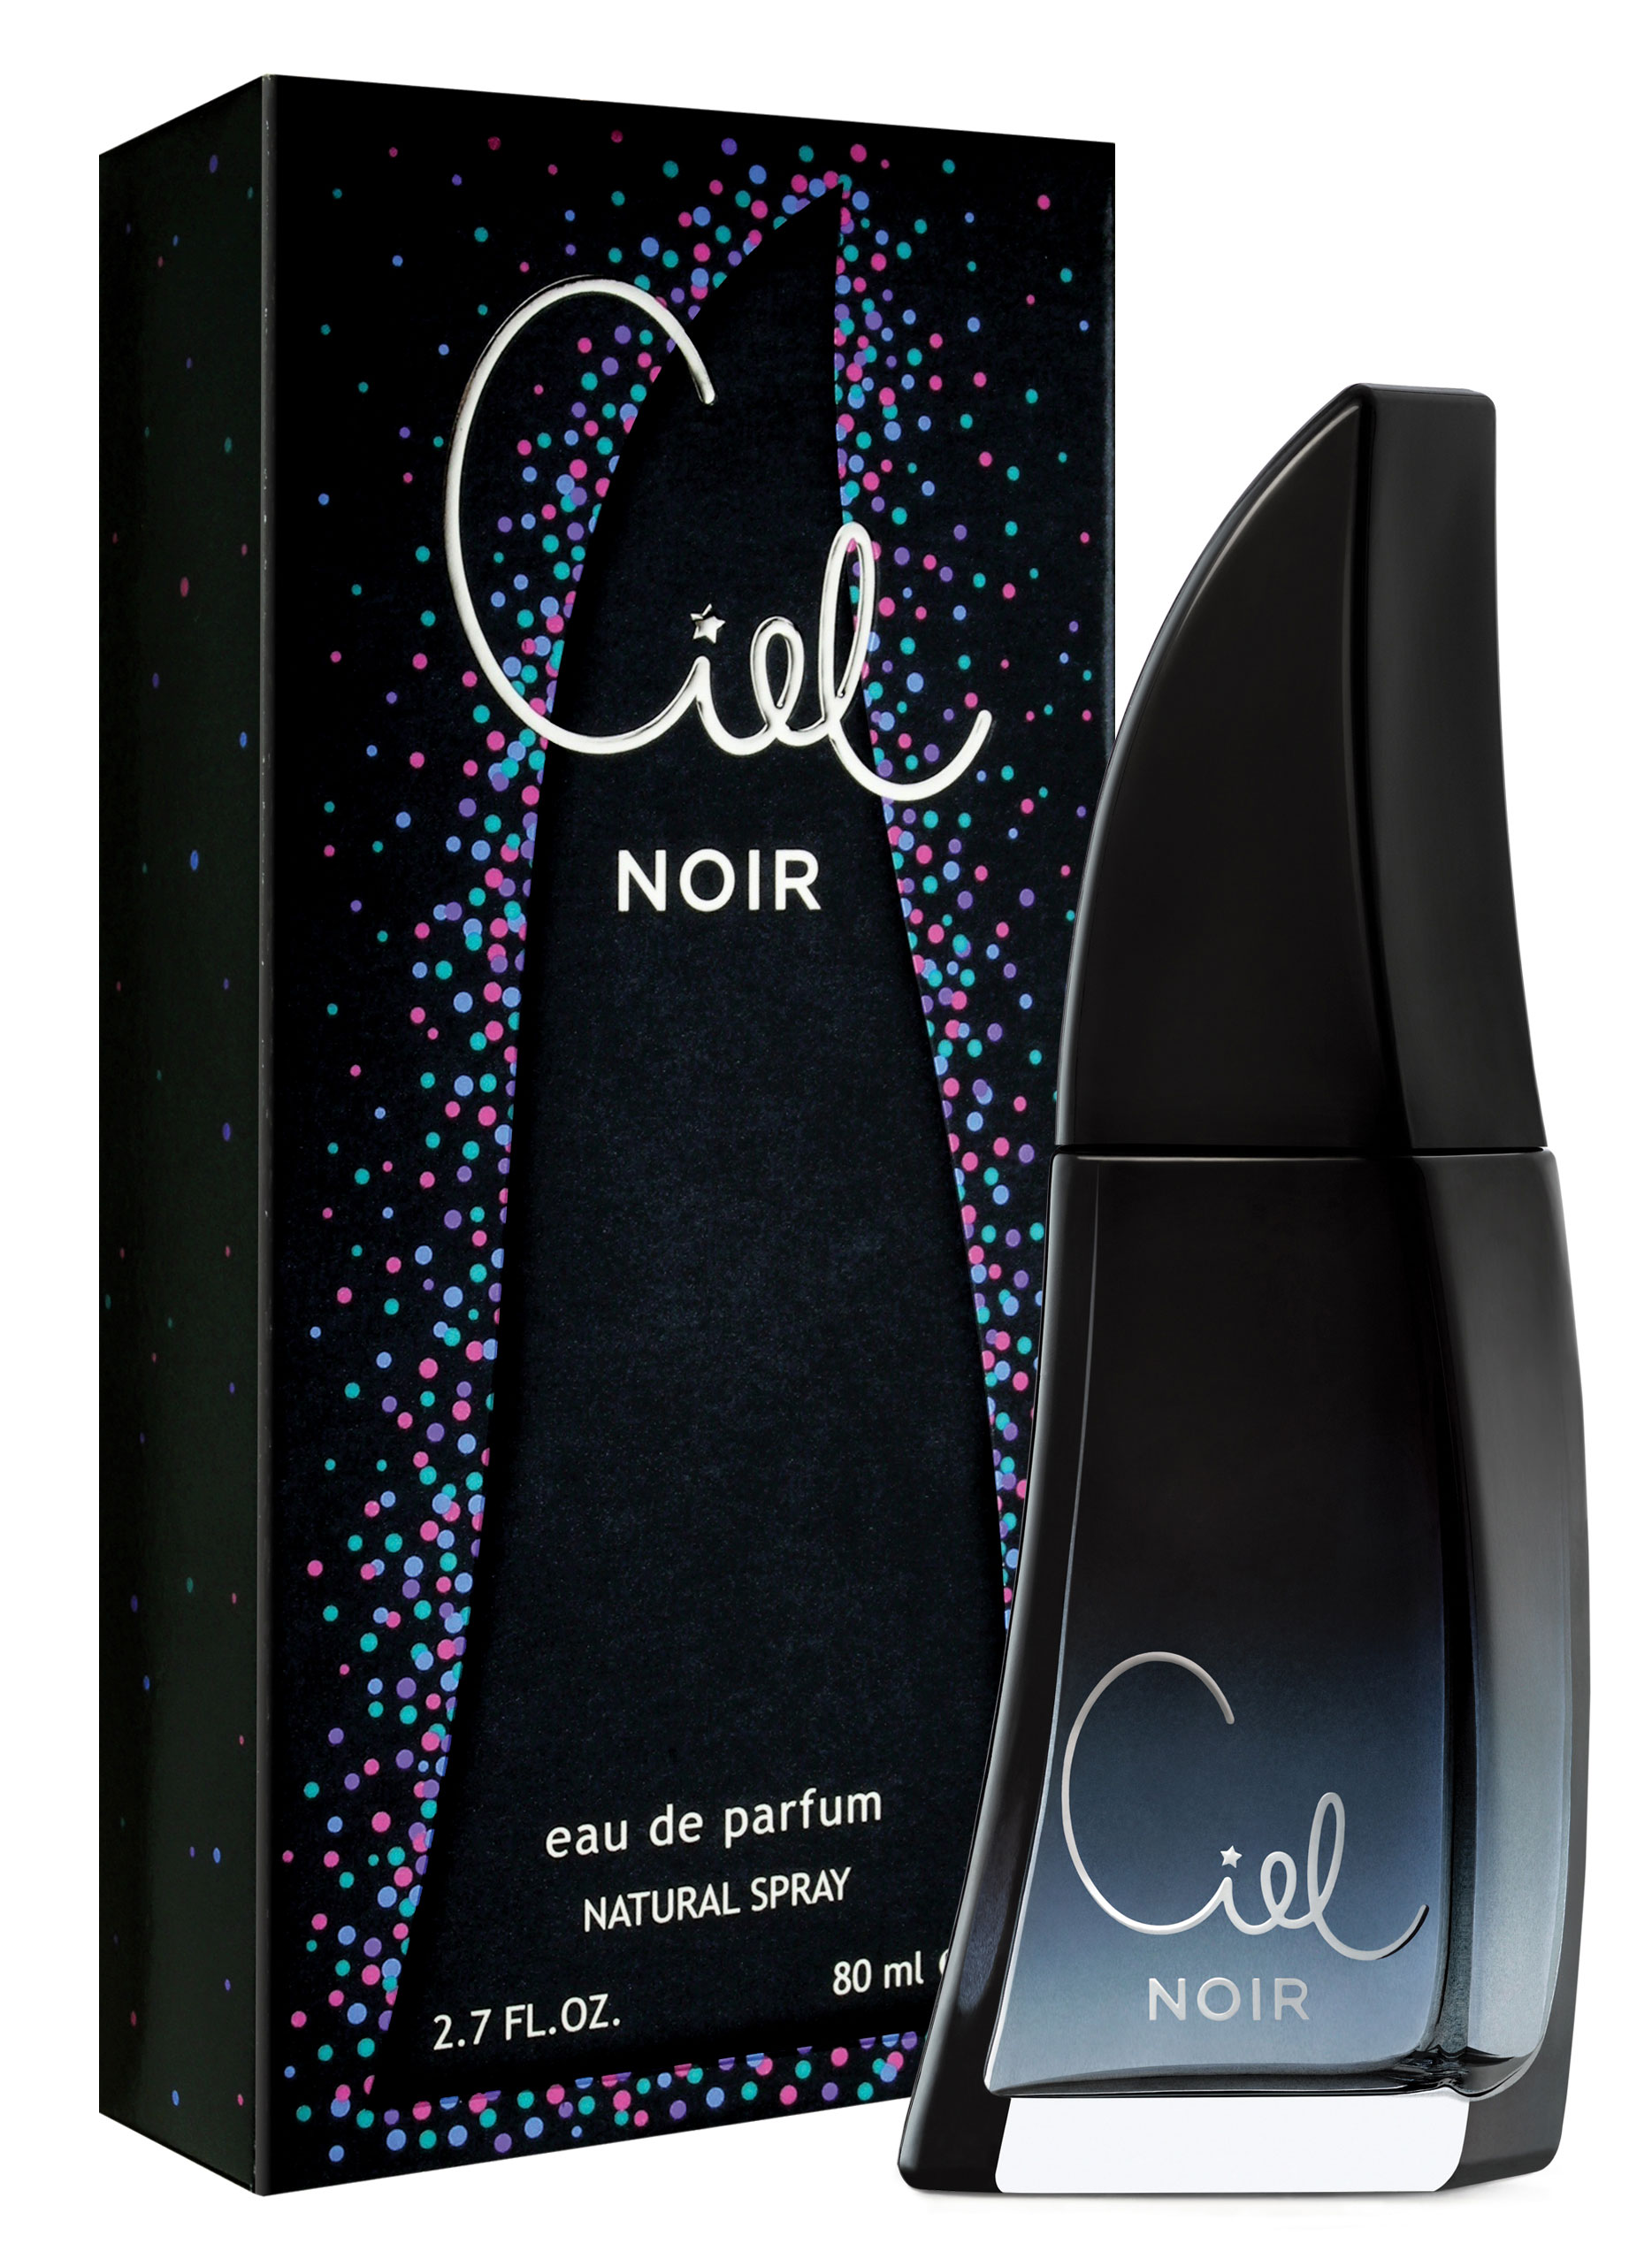 Ciel
NOIR
eau de parfum
NATURAL SPRAY
80 ml
2.7 FL.OZ.
Ciel
NOIR